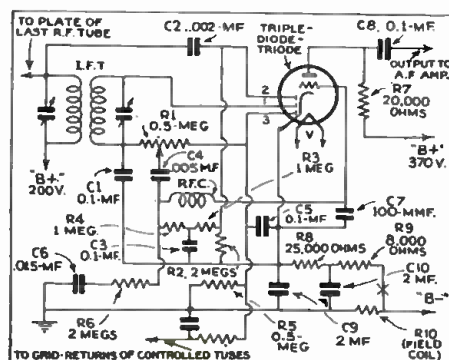 TO PLATE OF
LAST R.F. TUBE
C2,.002-MF.
TRIPLE-
DIODE-
TRIODE
C8, 0.1-MF.
I.F.T
OUTPUT TO
A.F. AMP.
2
1
3
V
R7
20,000
OHMS
R1
0.5-MEG
C4
.005 MF
R3
1 MEG.
"B+"
200V.
"B+"
370V.
C1
0.1-MF
R.F.C.
R4
1 MEG.
C5
0.1-MF
C7
100-MMF.
C3
0.1-MF.
R8
25,000 OHMS
R9
8,000
OHMS
C6
.015-MF
R2, 2 MEGS
C10
2 MF.
"B-"
R6
2 MEGS
R5
0.5-
MEG
C9
2 MF
R10
(FIELD
COIL)
TO GRID-RETURNS OF CONTROLLED TUBES